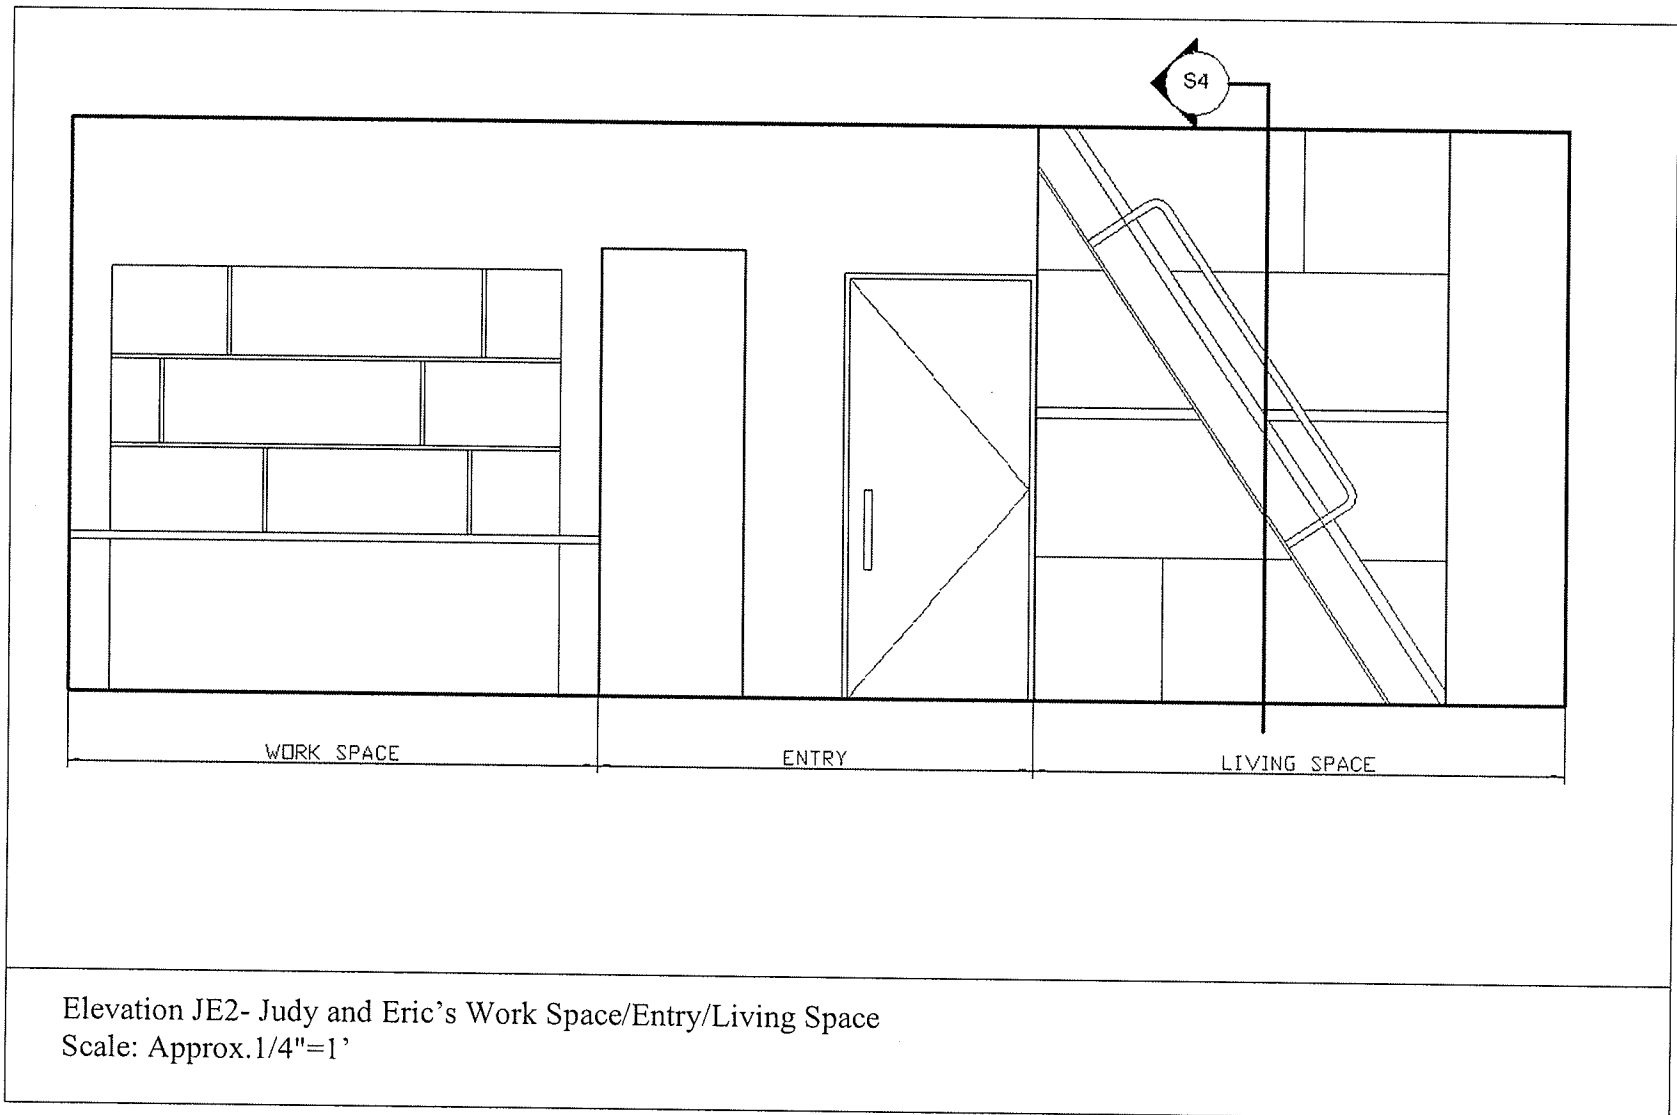 S4
WORK SPACE
ENTRY
LIVING SPACE
Elevation JE2- Judy and Eric’s Work Space/Entry/Living Space
Scale: Approx.1/4"=1’